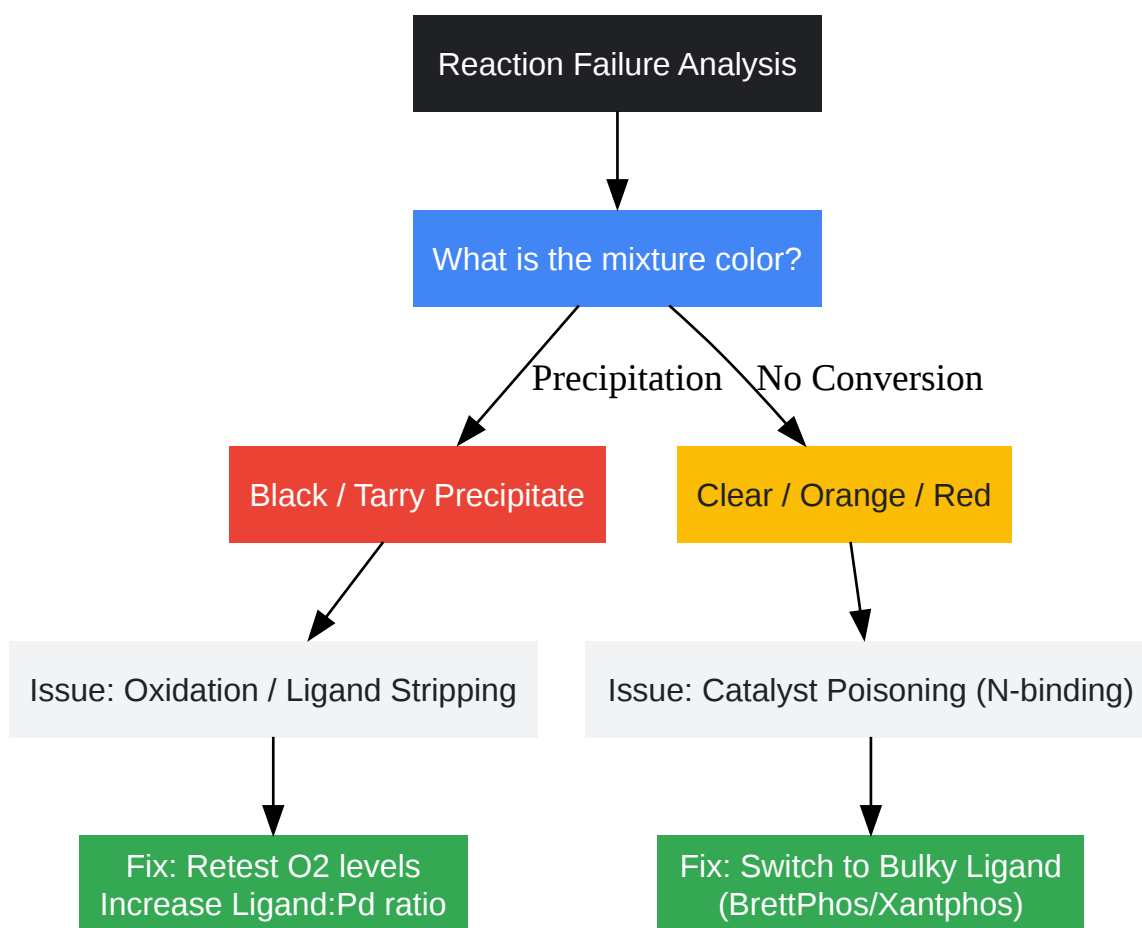 Reaction Failure Analysis
What is the mixture color?
Precipitation
No Conversion
Black / Tarry Precipitate
Clear / Orange / Red
Issue: Oxidation / Ligand Stripping
Issue: Catalyst Poisoning (N-binding)
Fix: Retest O2 levels
Increase Ligand:Pd ratio
Fix: Switch to Bulky Ligand
(BrettPhos/Xantphos)